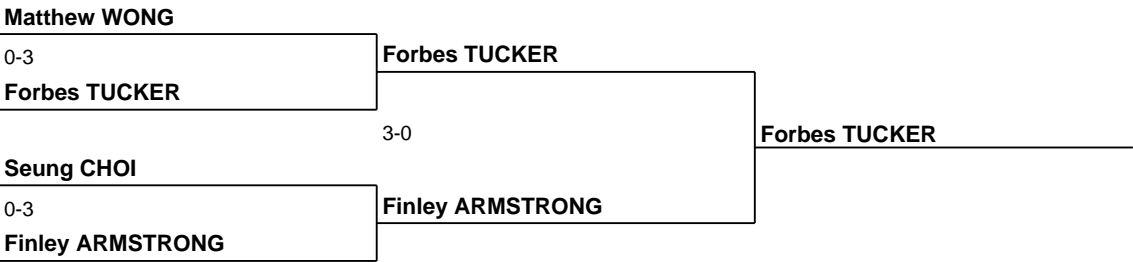 Matthew WONG
0-3
Forbes TUCKER
Forbes TUCKER
3-0
Forbes TUCKER
Seung CHOI
0-3
Finley ARMSTRONG
Finley ARMSTRONG